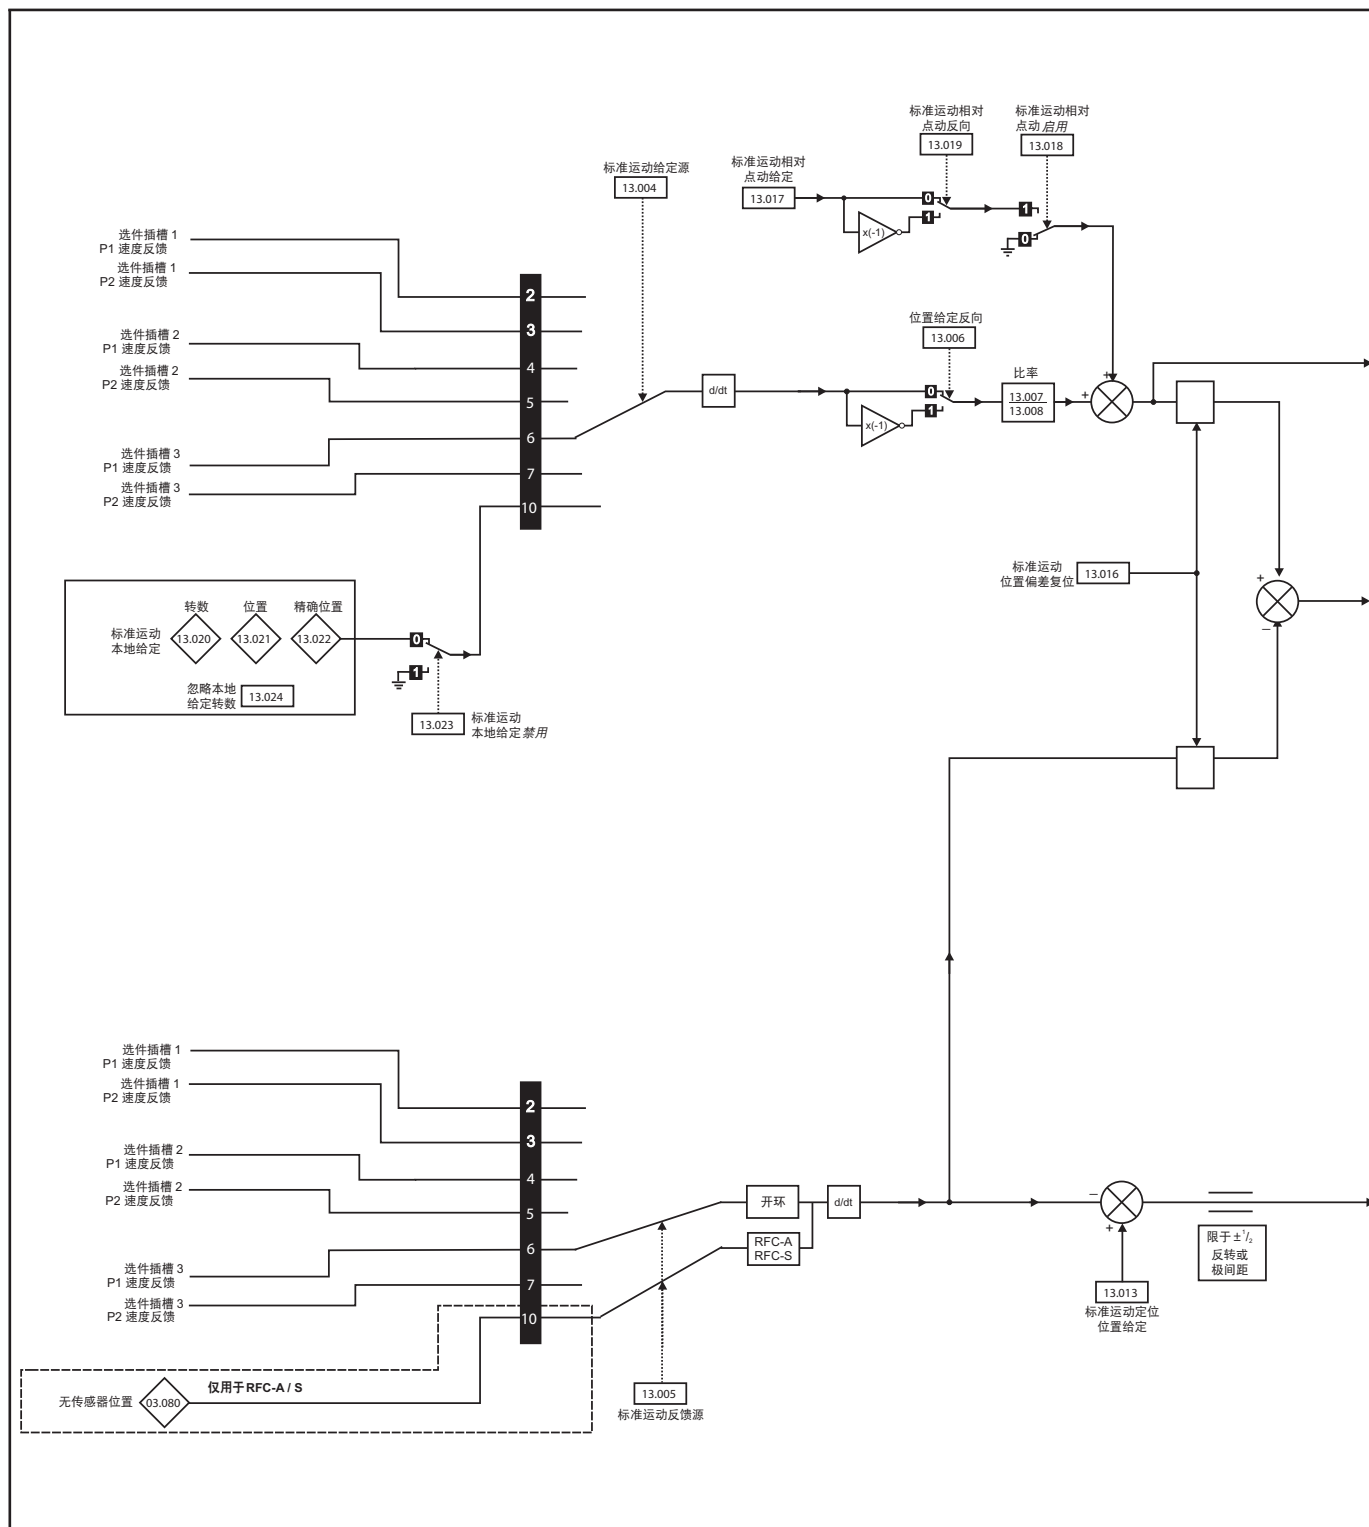 标准运动相对
点动反向
13.019
标准运动相对
点动启用
13.018
标准运动给定源
13.004
标准运动相对
点动给定
13.017
0
1
x(-1)
1
0
选件插槽 1
P1 速度反馈
选件插槽 1
P2 速度反馈
选件插槽 2
P1 速度反馈
选件插槽 2
P2 速度反馈
选件插槽 3
P1 速度反馈
选件插槽 3
P2 速度反馈
2
3
4
5
6
7
10
d/dt
位置给定反向
13.006
0
1
x(-1)
比率
13.007
13.008
+
+
标准运动
位置偏差复位
13.016
+
−
转数
位置
精确位置
标准运动
本地给定
13.020
13.021
13.022
忽略本地
给定转数
13.024
0
1
13.023
标准运动
本地给定禁用
选件插槽 1
P1 速度反馈
选件插槽 1
P2 速度反馈
选件插槽 2
P1 速度反馈
选件插槽 2
P2 速度反馈
选件插槽 3
P1 速度反馈
选件插槽 3
P2 速度反馈
2
3
4
5
6
7
10
开环
RFC-A
RFC-S
d/dt
−
+
13.013
标准运动定位
位置给定
限于 ±1/2
反转或
极间距
无传感器位置
03.080
仅用于 RFC-A / S
13.005
标准运动反馈源